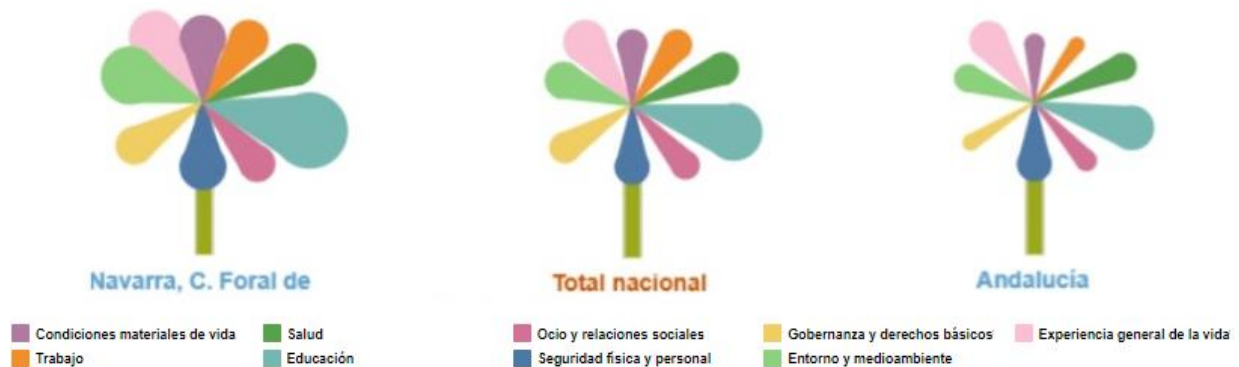 Navarra, C. Foral de
Total nacional
Andalucía
Condiciones materiales de vida
Salud
Ocio y relaciones sociales
Gobernanza y derechos básicos
Experiencia general de la vida
Trabajo
Educación
Seguridad física y personal
Entorno y medioambiente